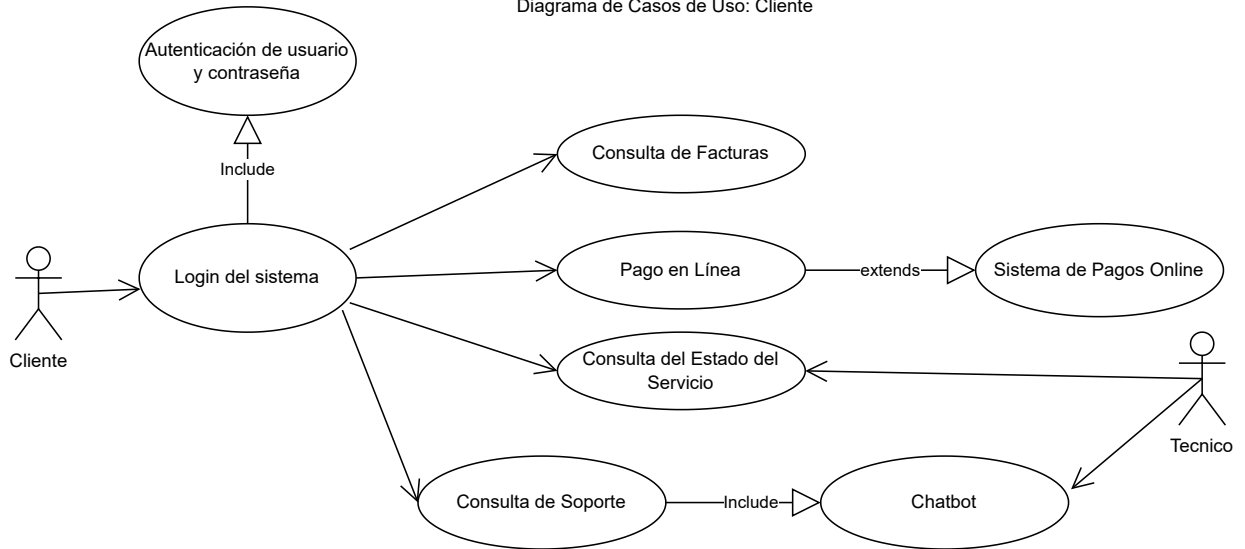 Diagrama de Casos de Uso: Cliente
Autenticación de usuario
y contraseña
Include
Consulta de Facturas
Login del sistema
Pago en Línea
extends
Sistema de Pagos Online
Cliente
Consulta del Estado del
Servicio
Tecnico
Consulta de Soporte
Include
Chatbot